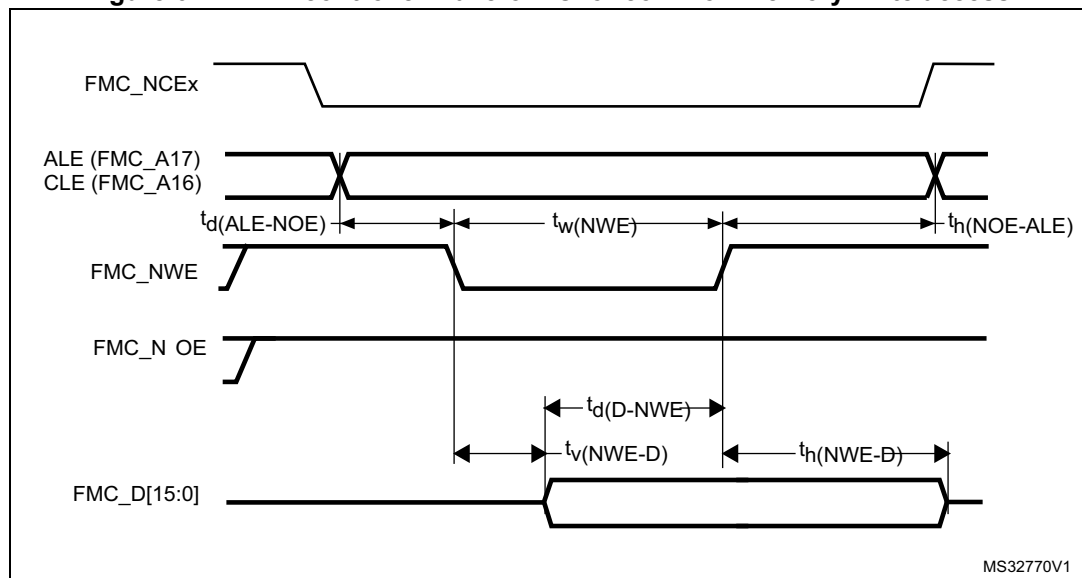 FMC_NCEx
ALE (FMC_A17)
CLE (FMC_A16)
td(ALE-NOE)
tw(NWE)
th(NOE-ALE)
FMC_NWE
FMC_N OE
td(D-NWE)
tv(NWE-D)
th(NWE-D)
FMC_D[15:0]
MS32770V1